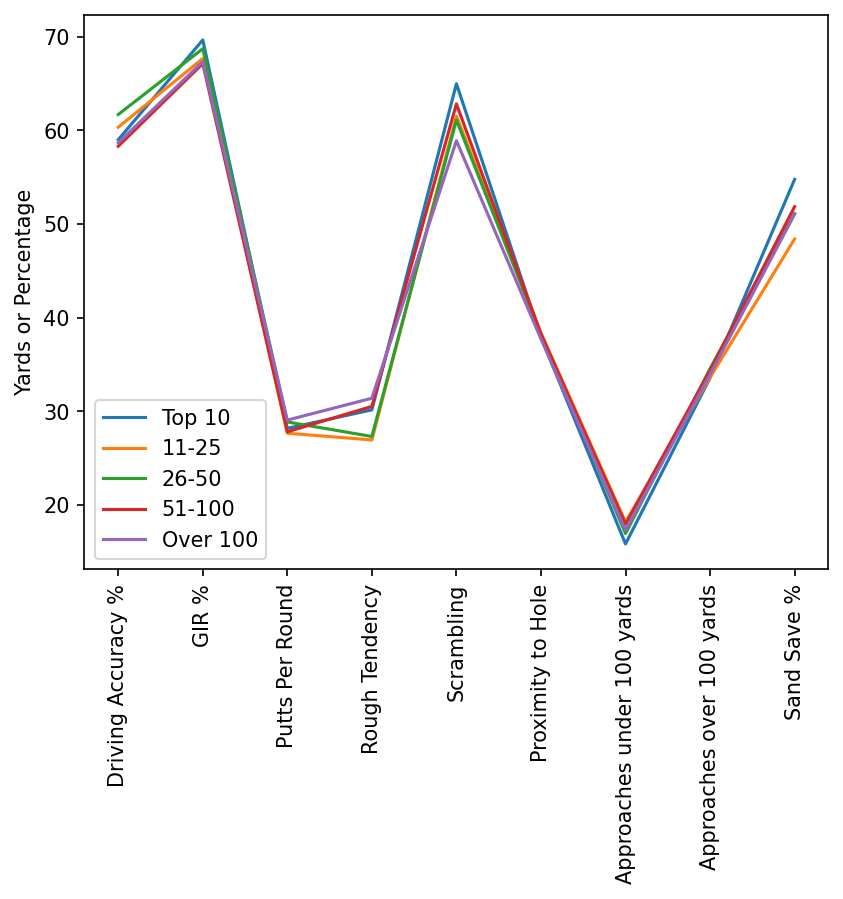 70
60
50
40
30
20
Yards or Percentage
Top 10
11-25
26-50
51-100
Over 100
Driving Accuracy %
GIR %
Putts Per Round
Rough Tendency
Scrambling
Proximity to Hole
Approaches under 100 yards
Approaches over 100 yards
Sand Save %